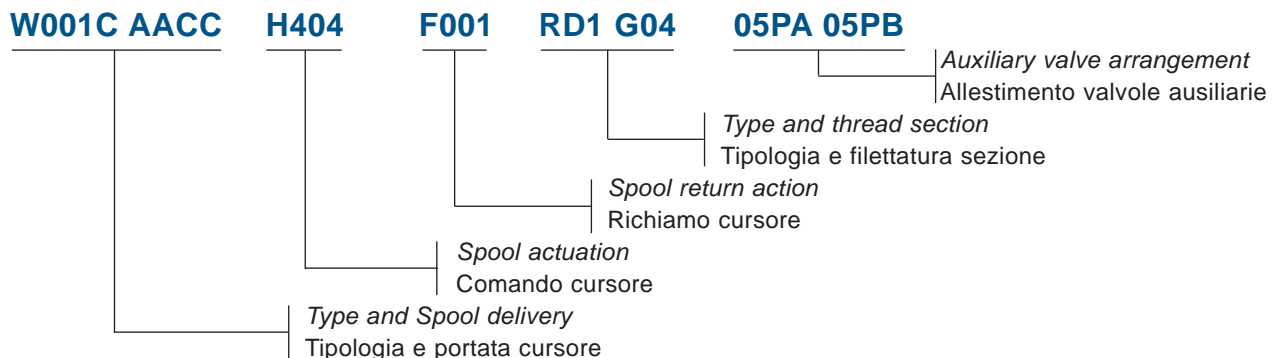 W001C AACC H404 F001 RD1 G04 05PA 05PB
Auxiliary valve arrangement
Allestimento valvole ausiliarie
Type and thread section
Tipologia e filettatura sezione
Spool return action
Richiamo cursore
Spool actuation
Comando cursore
Type and Spool delivery
Tipologia e portata cursore